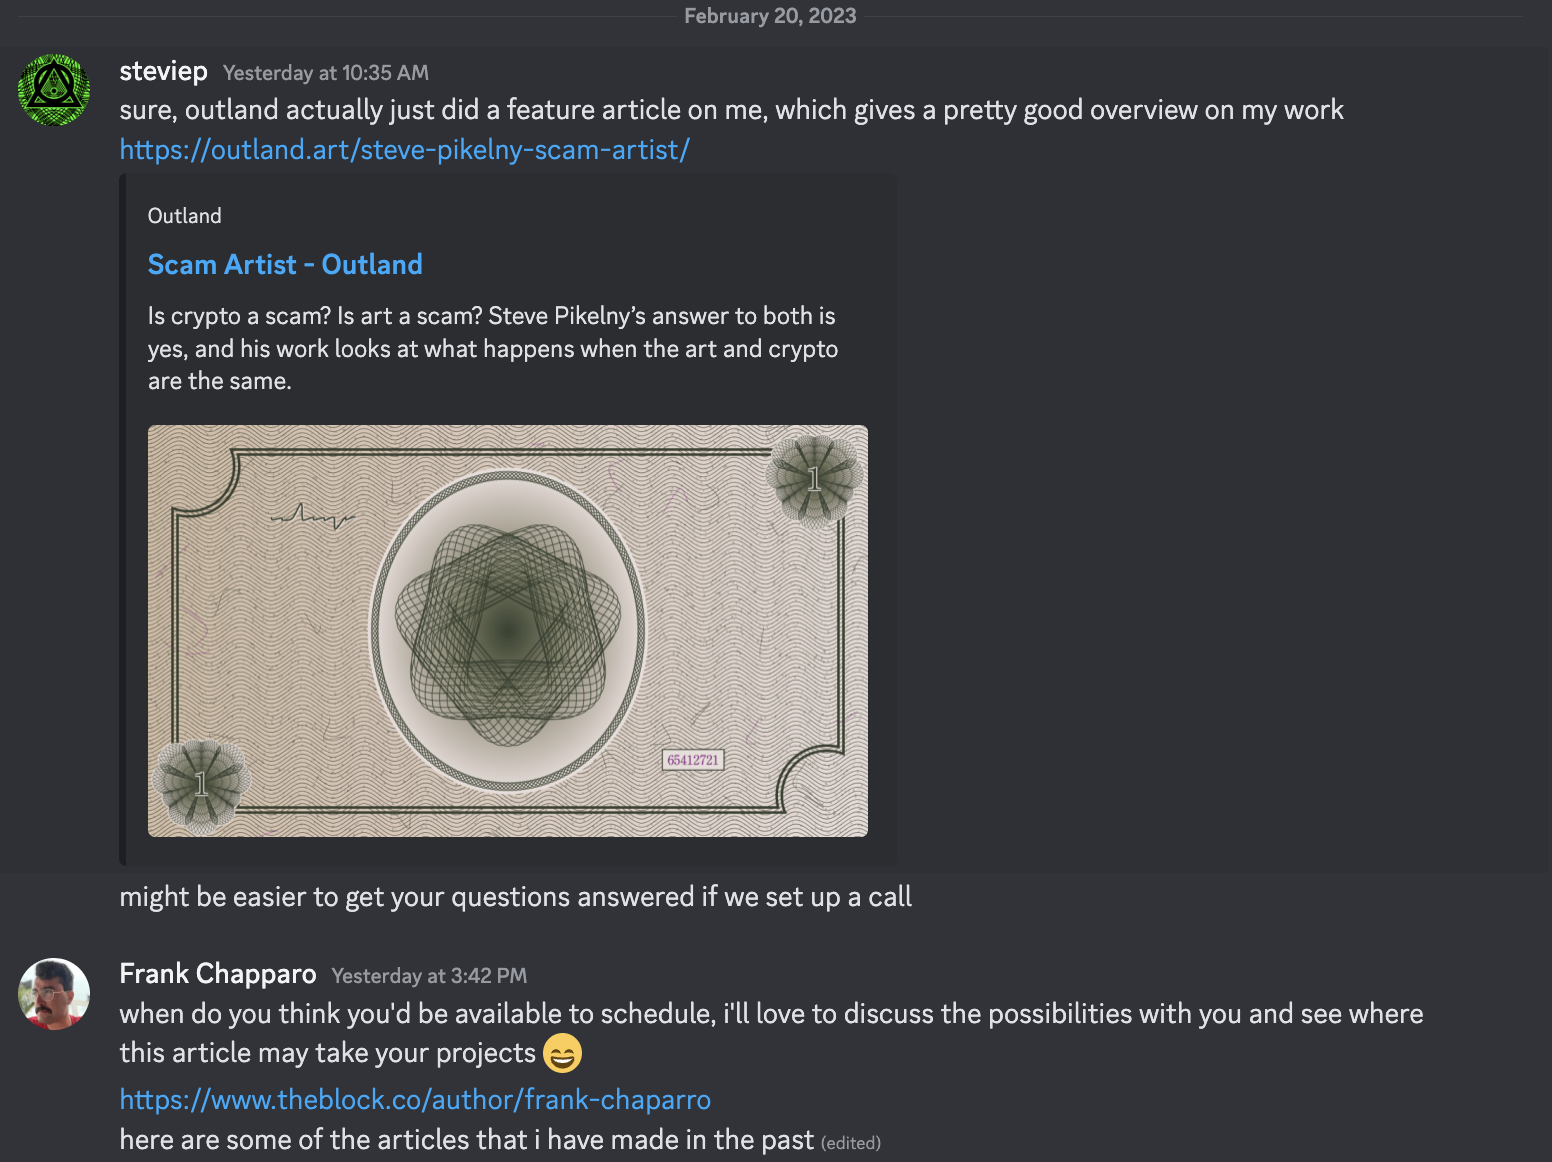 February 20, 2023
steviep Yesterday at 10:35 AM
sure, outland actually just did a feature article on me, which gives a pretty good overview on my work
https://outland.art/steve-pikelny-scam-artist/
Outland
Scam Artist - Outland
Is crypto a scam? Is art a scam? Steve Pikelny’s answer to both is
yes, and his work looks at what happens when the art and crypto
are the same.
1
65412721
1
might be easier to get your questions answered if we set up a call
Frank Chapparo Yesterday at 3:42 PM
when do you think you'd be available to schedule, i'll love to discuss the possibilities with you and see where
this article may take your projects 😄
https://www.theblock.co/author/frank-chaparro
here are some of the articles that i have made in the past (edited)